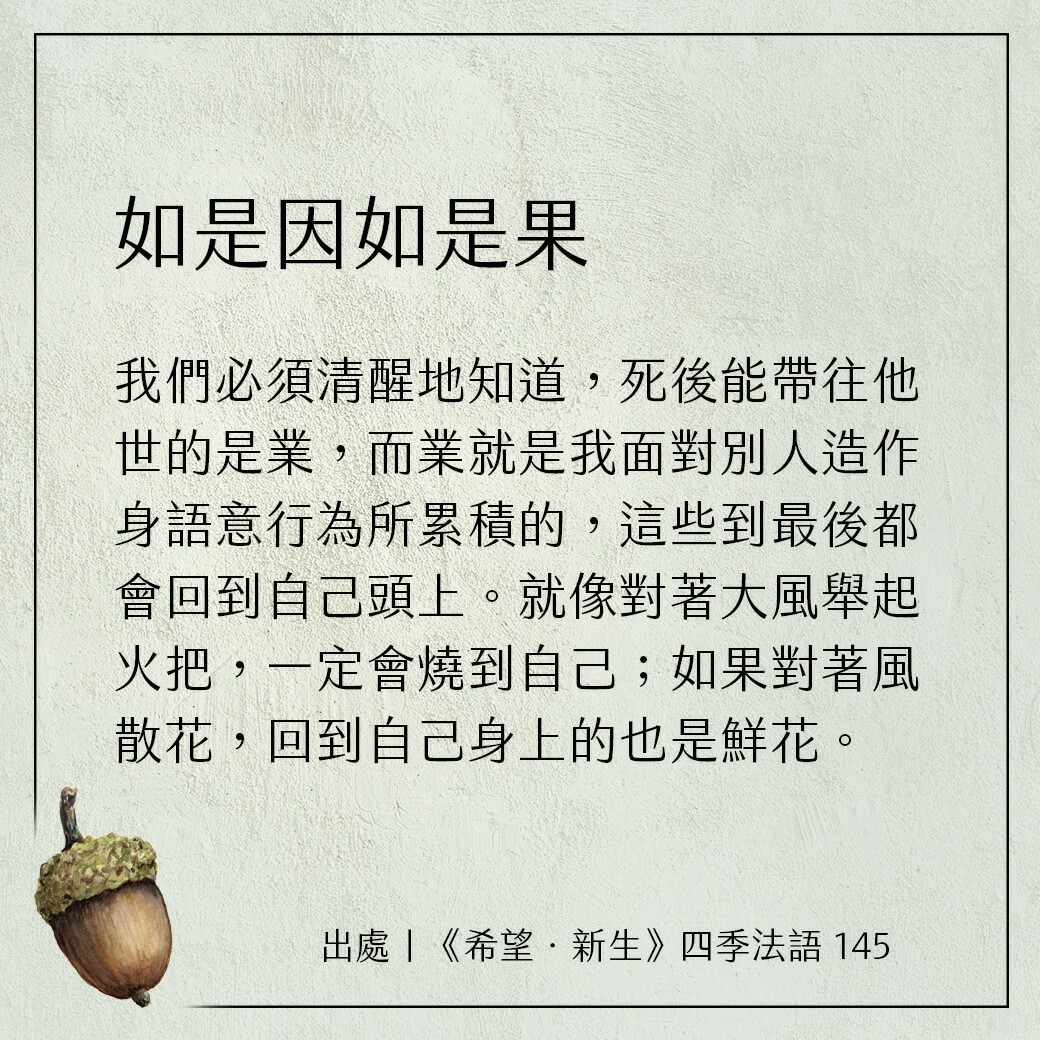 如是因如是果
我們必須清醒地知道，死後能帶往他
世的是業，而業就是我面對別人造作
身語意行為所累積的，這些到最後都
會回到自己頭上。就像對著大風舉起
火把，一定會燒到自己；如果對著風
散花，回到自己身上的也是鮮花。
出處｜《希望．新生》四季法語 145